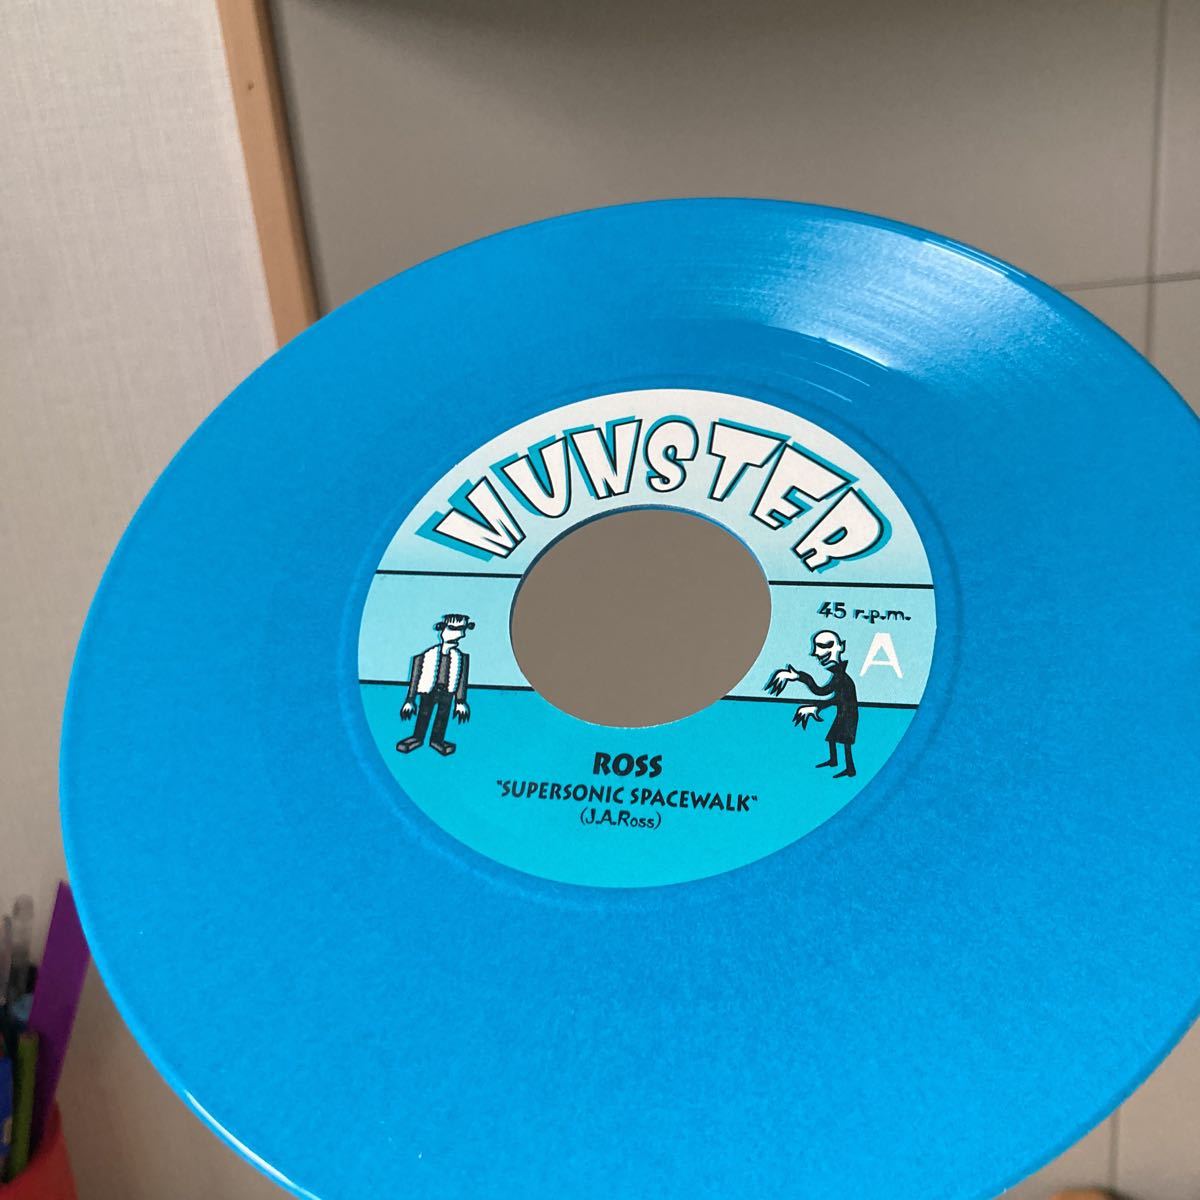 MUNSTER
45 r.p.m.
A
ROSS
"SUPERSONIC SPACEWALK"
(J.A.Ross)